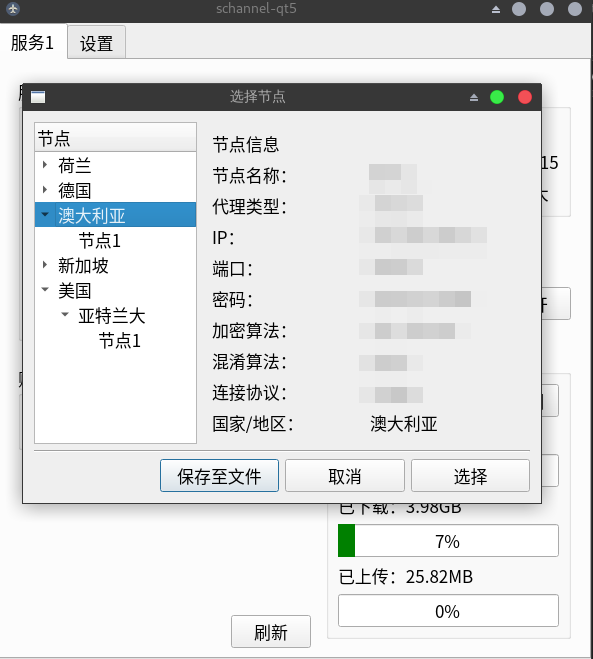 schannel-qt5
服务1
设置
选择节点
节点
荷兰
德国
澳大利亚
节点1
新加坡
美国
亚特兰大
节点1
节点信息
节点名称：
代理类型：
IP：
端口：
密码：
加密算法：
混淆算法：
连接协议：
国家/地区： 澳大利亚
保存至文件
取消
选择
15
已下载：3.98GB
7%
已上传：25.82MB
0%
刷新